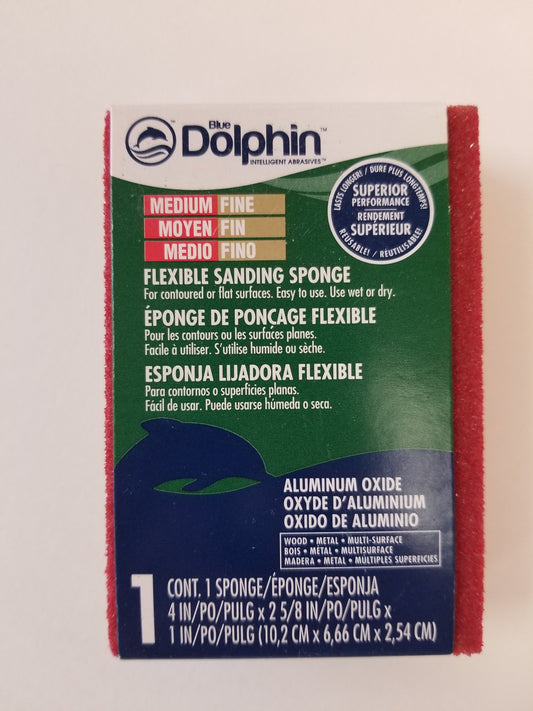 Blue
Dolphin™
INTELLIGENT ABRASIVES™
LASTS LONGER! / DURE PLUS LONGTEMPS!
SUPERIOR
PERFORMANCE
RENDEMENT
SUPÉRIEUR
REUSABLE! / RÉUTILISABLE!
MEDIUM FINE
MOYEN FIN
MEDIO FINO
FLEXIBLE SANDING SPONGE
For contoured or flat surfaces. Easy to use. Use wet or dry.
ÉPONGE DE PONÇAGE FLEXIBLE
Pour les contours ou les surfaces planes.
Facile à utiliser. S'utilise humide ou sèche.
ESPONJA LIJADORA FLEXIBLE
Para contornos o superficies planas.
Fácil de usar. Puede usarse húmeda o seca.
ALUMINUM OXIDE
OXYDE D'ALUMINIUM
OXIDO DE ALUMINIO
WOOD • METAL • MULTI-SURFACE
BOIS • MÉTAL • MULTISURFACE
MADERA • METAL • MÚLTIPLES SUPERFICIES
1 CONT. 1 SPONGE/ÉPONGE/ESPONJA
4 IN/PO/PULG x 2 5/8 IN/PO/PULG x
1 IN/PO/PULG (10,2 CM x 6,66 CM x 2,54 CM)